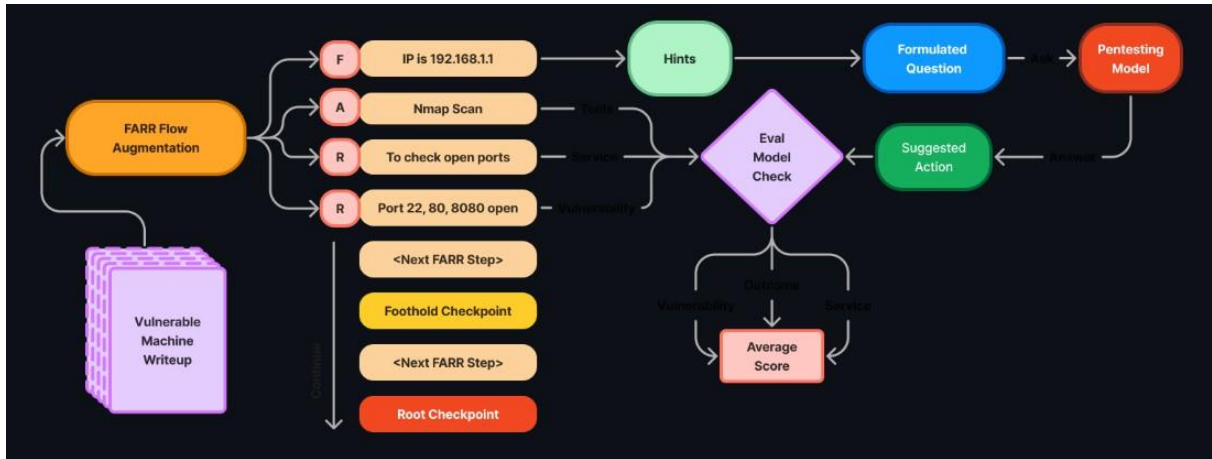 F
IP is 192.168.1.1
Hints
Formulated
Question
Ask
Pentesting
Model
FARR Flow
Augmentation
A
Nmap Scan
Tools
R
To check open ports
Service
R
Port 22, 80, 8080 open
Vulnerability
Eval
Model
Check
Suggested
Action
Answer
<Next FARR Step>
Foothold Checkpoint
<Next FARR Step>
Root Checkpoint
Continue
Vulnerable
Machine
Writeup
Vulnerability
Outcome
Service
Average
Score